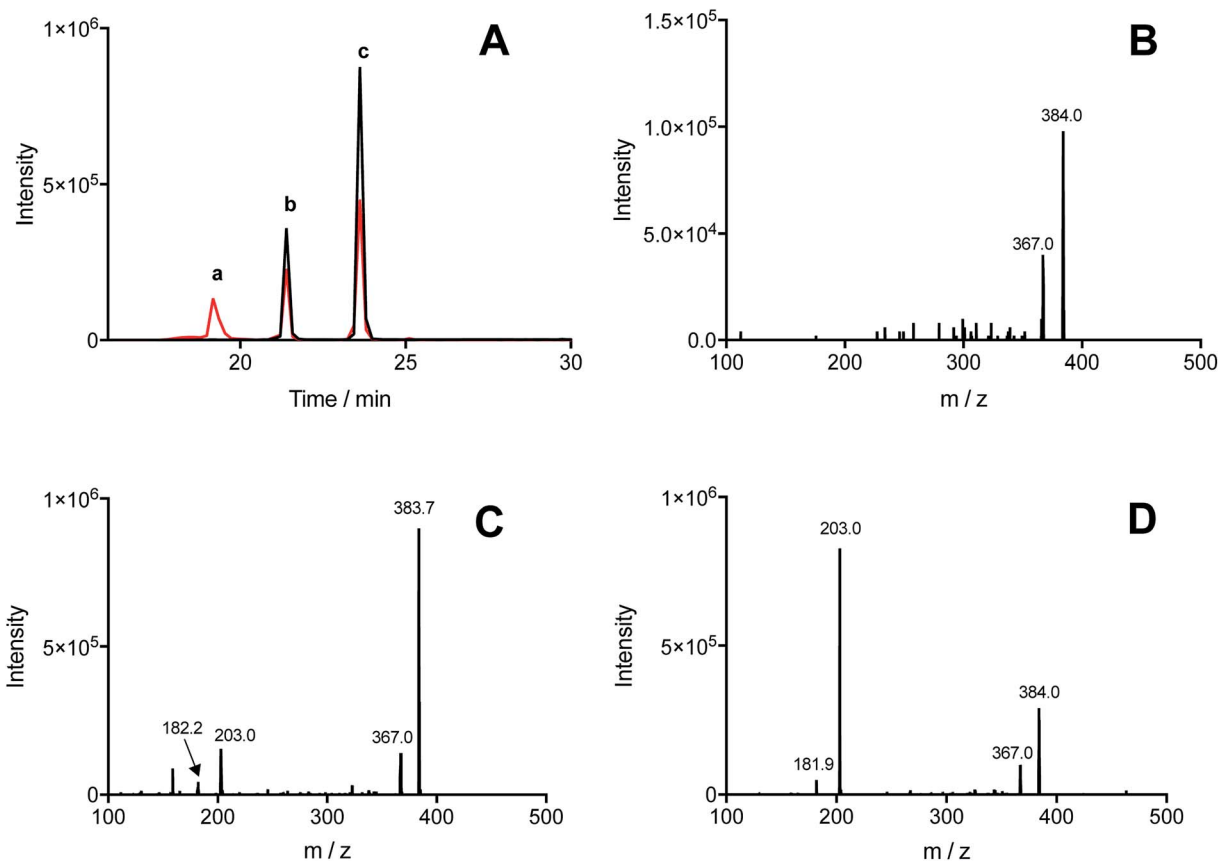 A
1×10⁶
5×10⁵
0
Intensity
a
b
c
20
25
30
Time / min
B
1.5×10⁵
1.0×10⁵
5.0×10⁴
0.0
Intensity
384.0
367.0
100
200
300
400
500
m / z
C
1×10⁶
5×10⁵
0
Intensity
383.7
182.2
203.0
367.0
100
200
300
400
500
m / z
D
1×10⁶
5×10⁵
0
Intensity
203.0
384.0
181.9
367.0
100
200
300
400
500
m / z